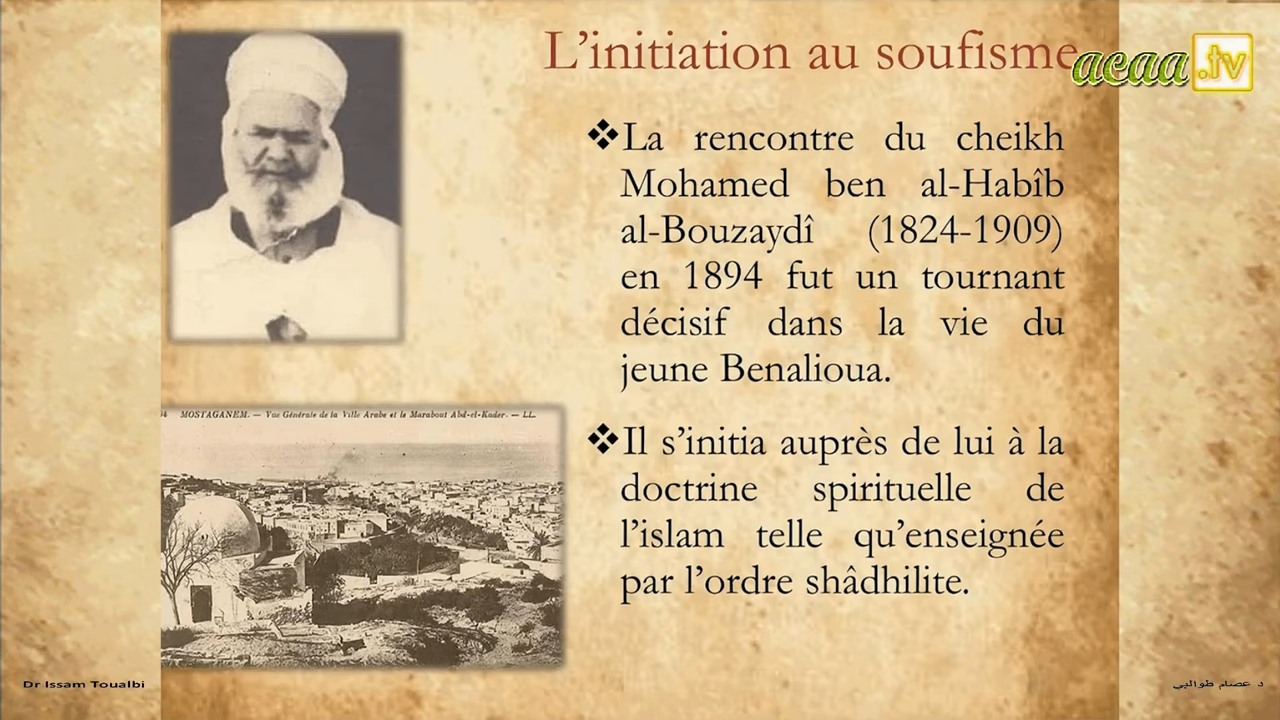 L'initiation au soufisme
aeaa.tv
❖La rencontre du cheikh
Mohamed ben al-Habîb
al-Bouzaydî (1824-1909)
en 1894 fut un tournant
décisif dans la vie du
jeune Benalioua.
MOSTAGANEM. — Vue Générale de la Ville Arabe et le Marabout Abd-el-Kader. — LL.
❖Il s'initia auprès de lui à la
doctrine spirituelle de
l'islam telle qu'enseignée
par l'ordre shâdhilite.
Dr Issam Toualbi
د عصام طوالبي